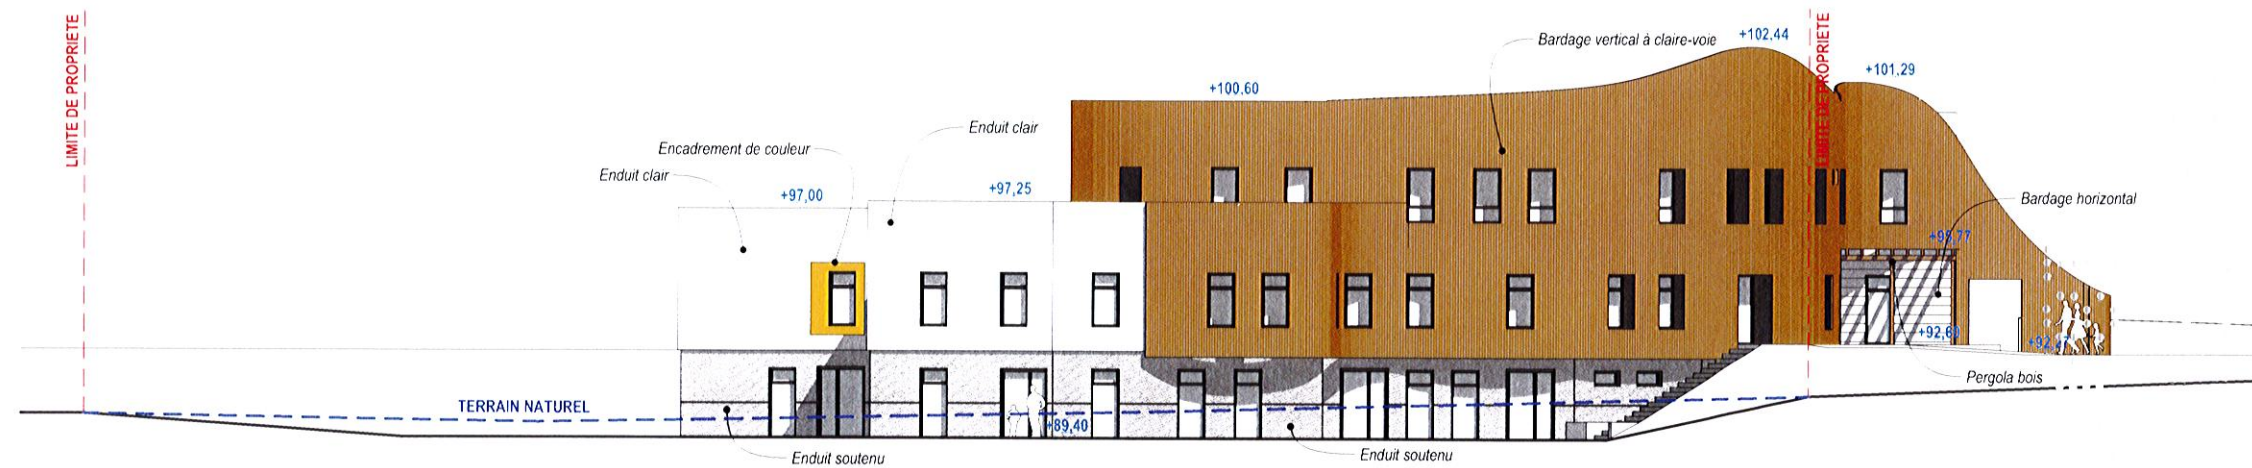 LIMITE DE PROPRIETE
Bardage vertical à claire-voie
+102,44
LIMITE DE PROPRIETE
+101,29
+100,60
Enduit clair
Encadrement de couleur
Enduit clair
+97,00
+97,25
Bardage horizontal
+95,77
+92,60
Pergola bois
TERRAIN NATUREL
+89,40
Enduit soutenu
Enduit soutenu